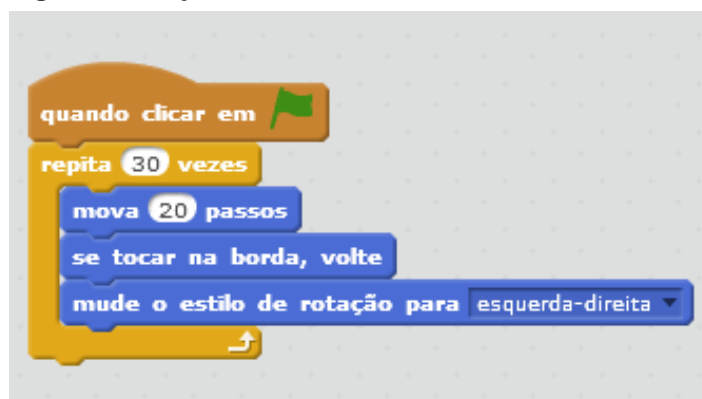 quando clicar em
repita 30 vezes
mova 20 passos
se tocar na borda, volte
mude o estilo de rotação para esquerda-direita